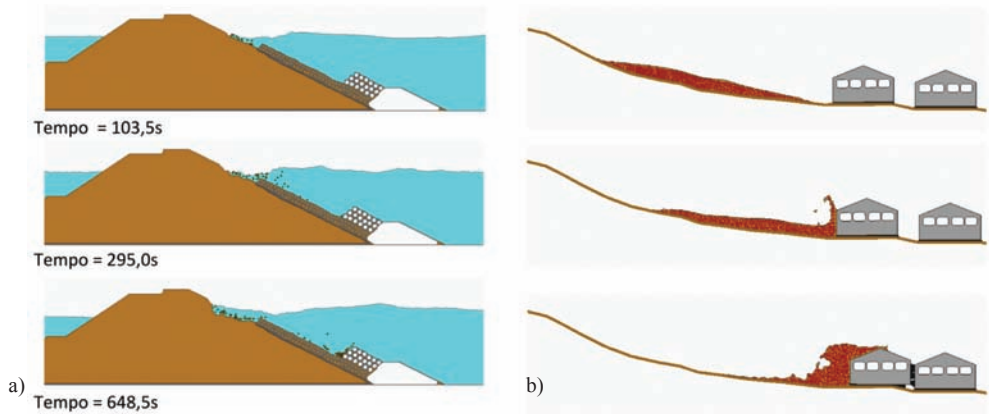 Tempo = 103,5s
Tempo = 295,0s
a)
Tempo = 648,5s
b)